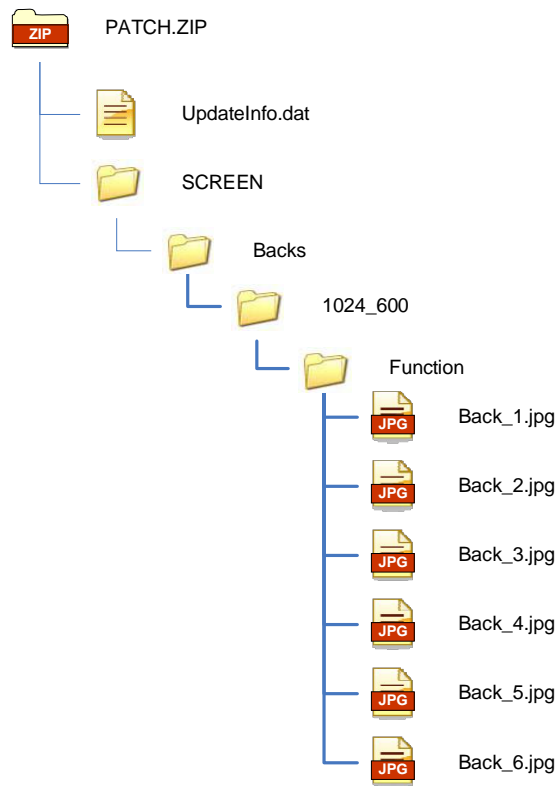 ZIP PATCH.ZIP
UpdateInfo.dat
SCREEN
Backs
1024_600
Function
JPG Back_1.jpg
JPG Back_2.jpg
JPG Back_3.jpg
JPG Back_4.jpg
JPG Back_5.jpg
JPG Back_6.jpg